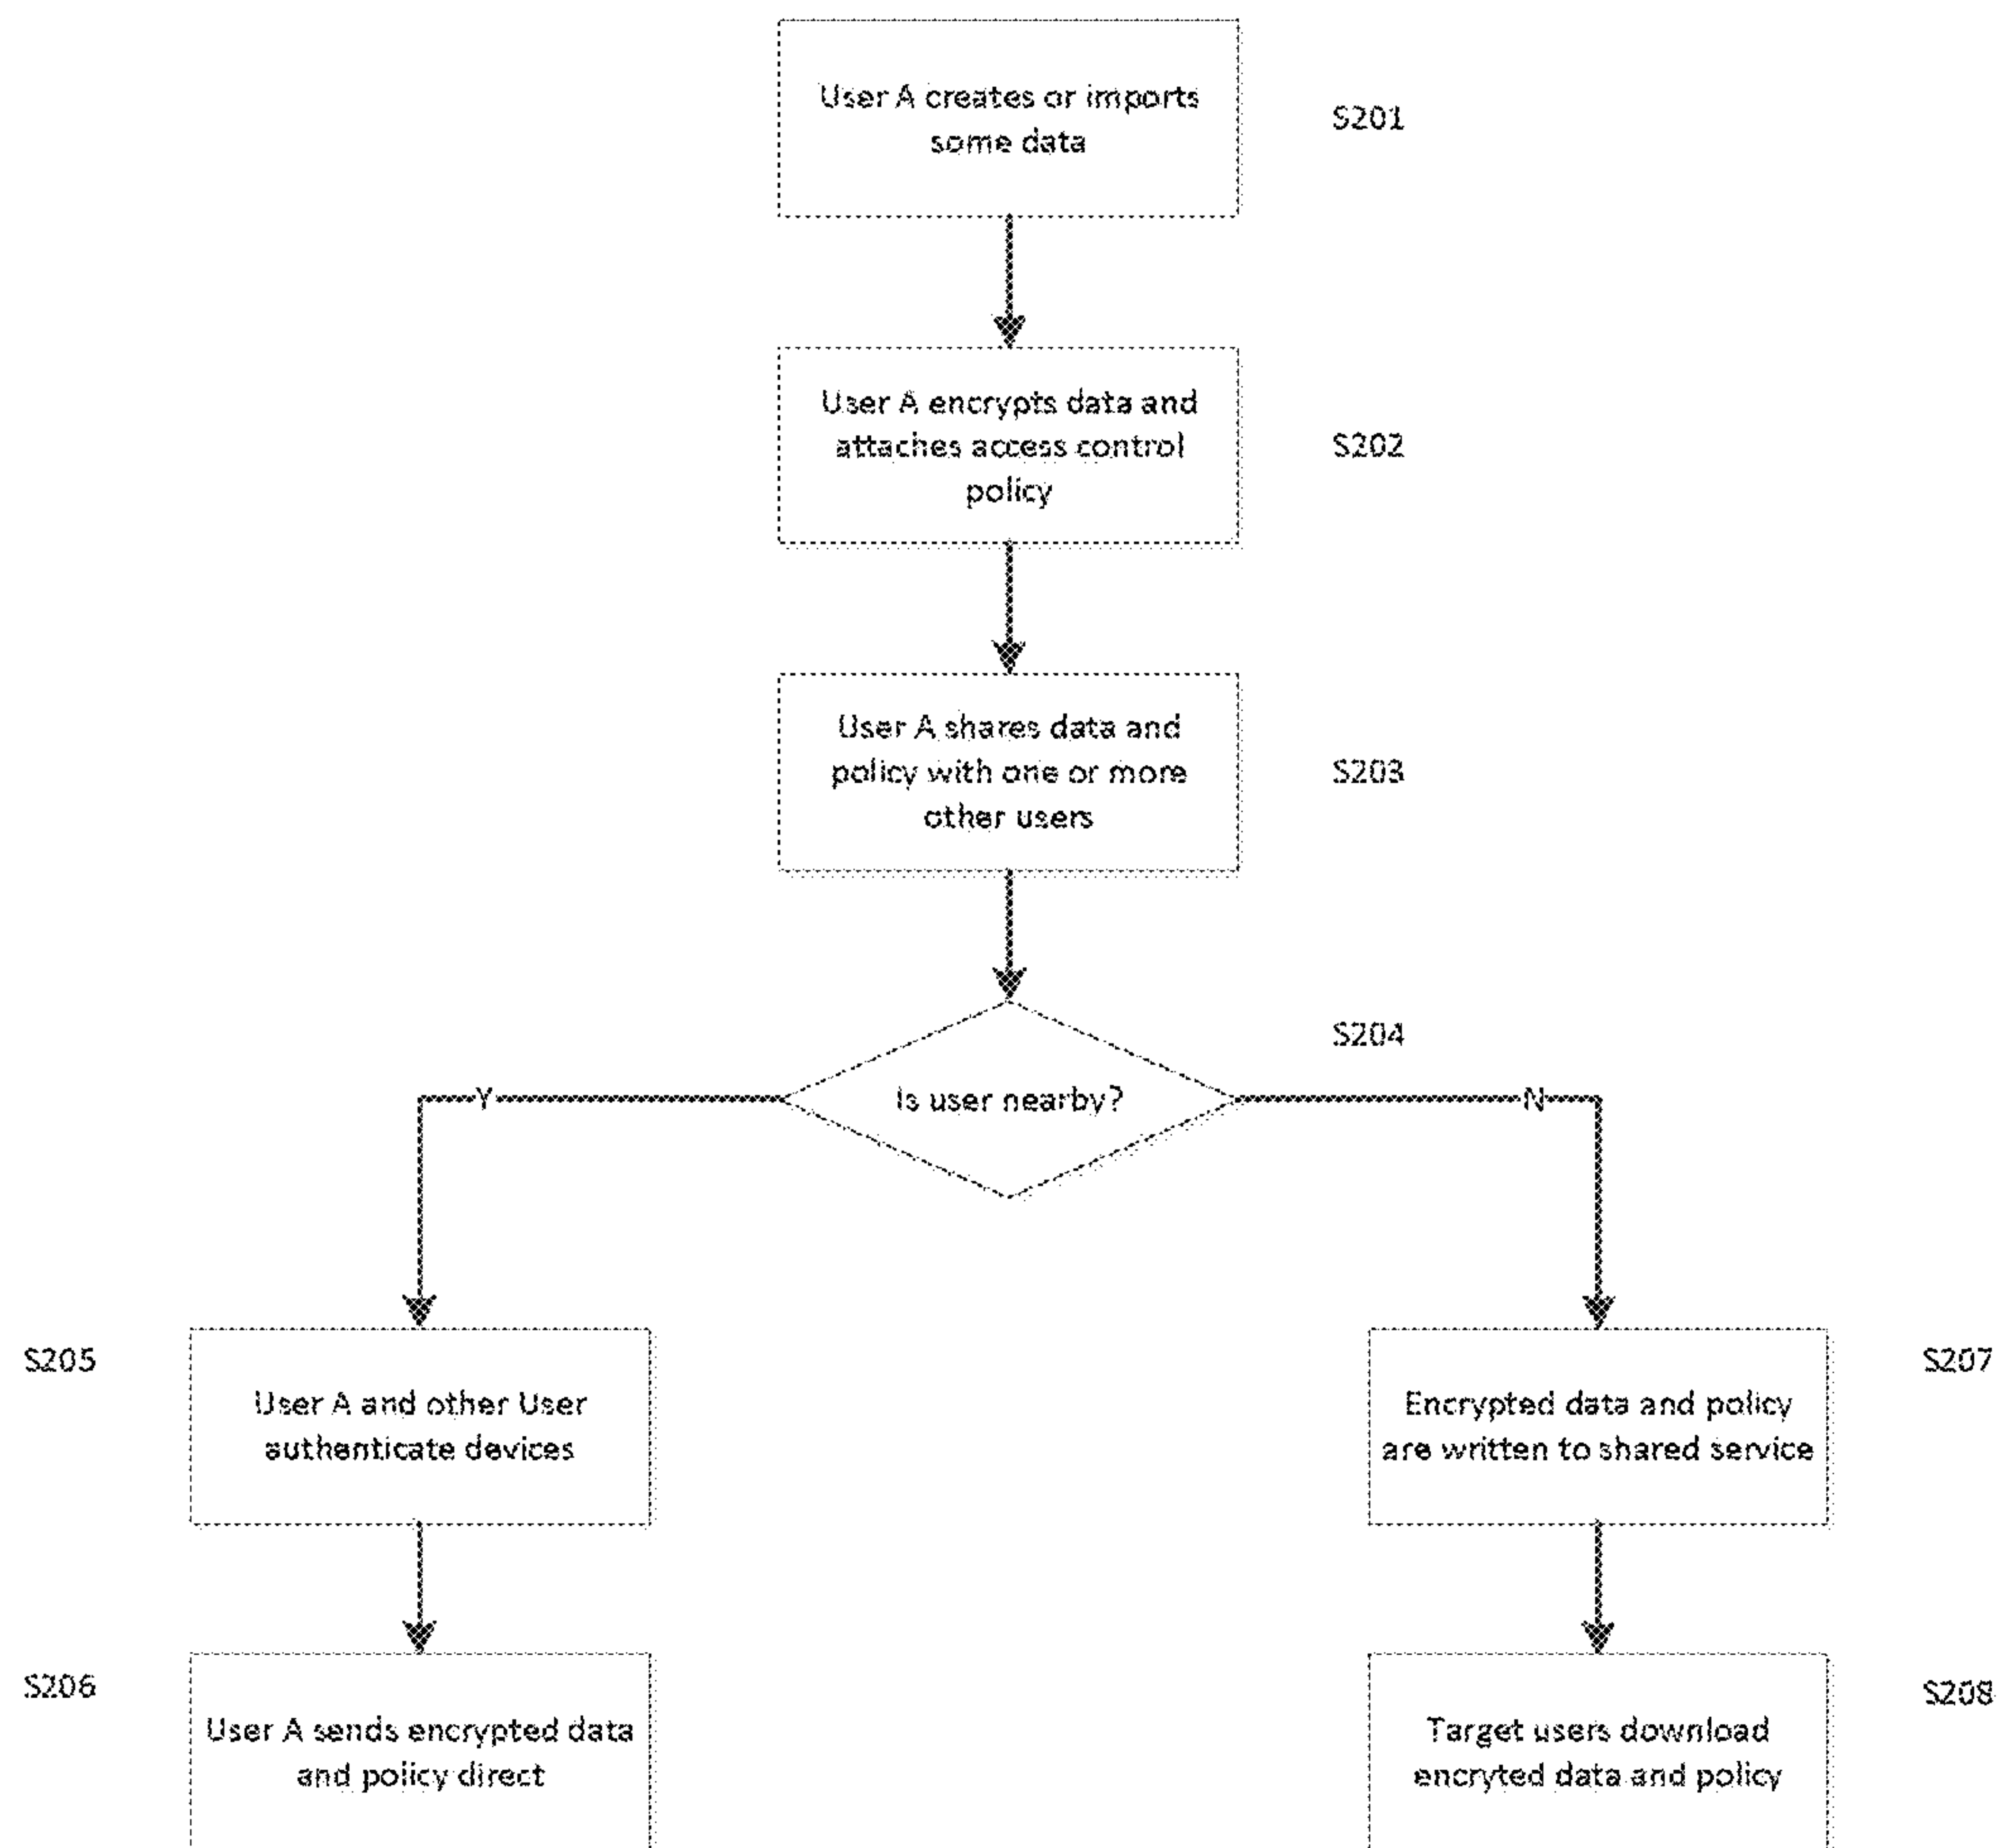 User A creates or imports
some data
S201
User A encrypts data and
attaches access control
policy
S202
User A shares data and
policy with one or more
other users
S203
S204
Is user nearby?
Y
N
S205
User A and other User
authenticate devices
S207
Encrypted data and policy
are written to shared service
S206
User A sends encrypted data
and policy direct
S208
Target users download
encryted data and policy